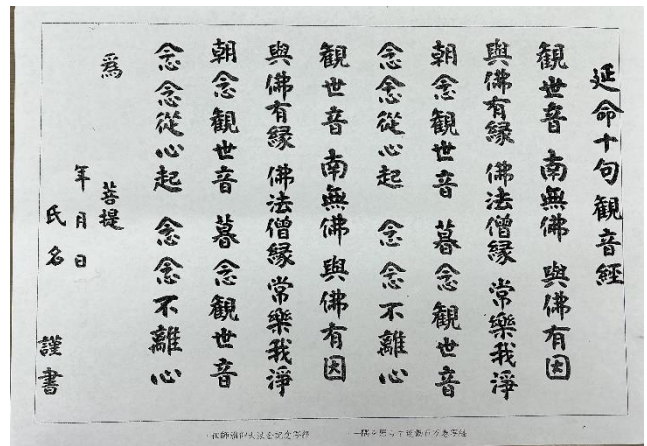 延命十句観音經
観世音 南無佛 與佛有因
與佛有縁 佛法僧縁 常樂我淨
朝念観世音 暮念観世音
念念從心起 念念不離心
観世音 南無佛 與佛有因
與佛有縁 佛法僧縁 常樂我淨
朝念観世音 暮念観世音
念念從心起 念念不離心
為 菩提
年月日
氏名 謹書